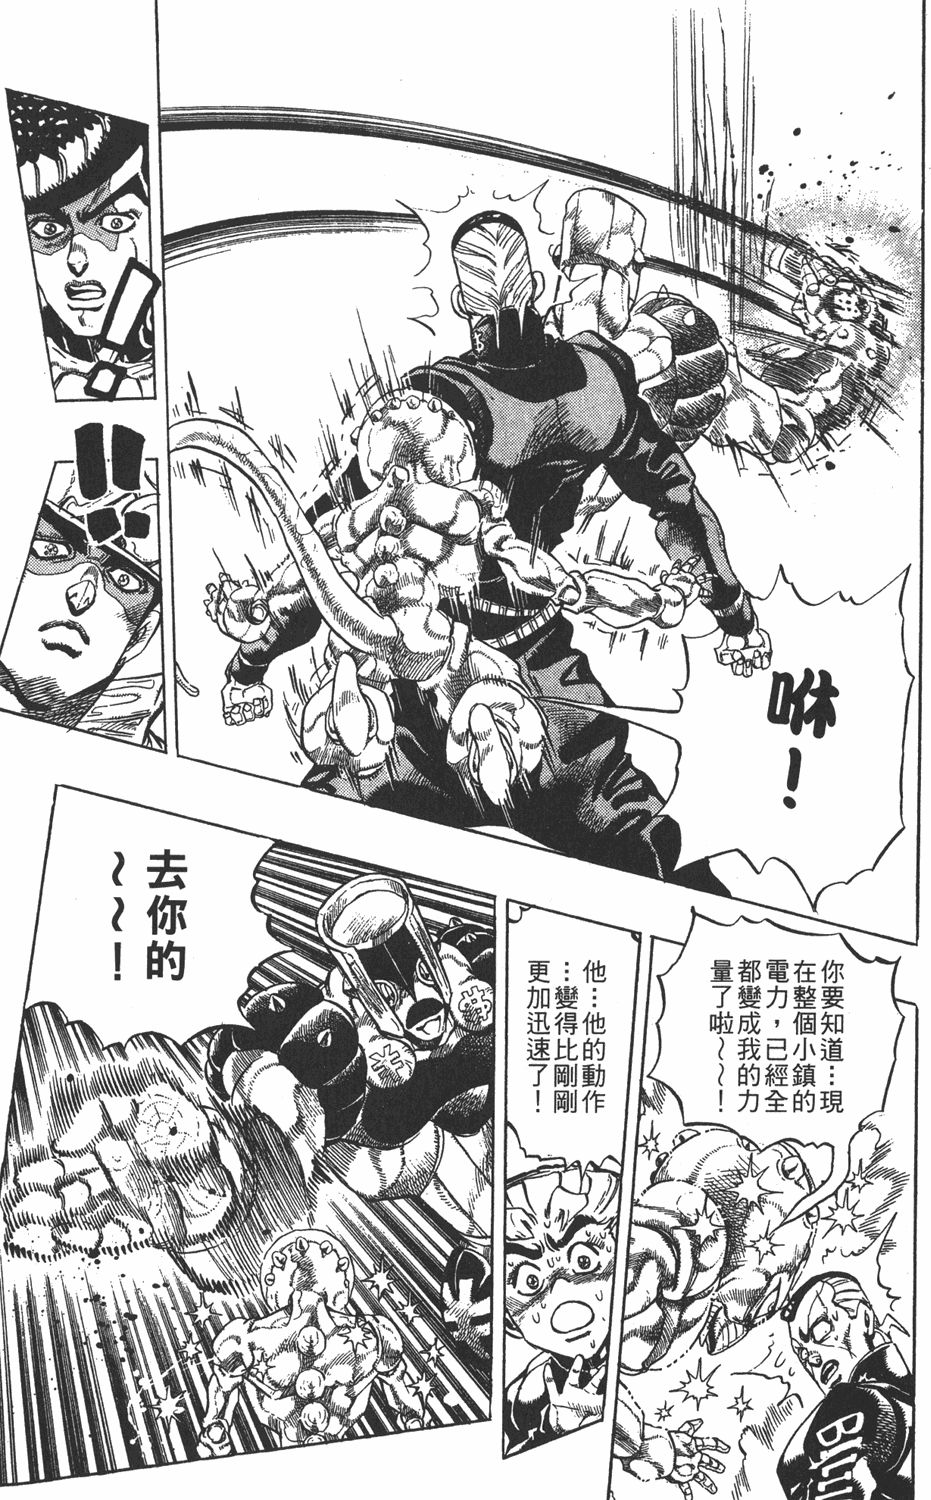 咻！
你要知道…現
在整個小鎮的
電力，已經全
都變成我的力
量了啦～～！
他…他的動作
…變得比剛剛
更加迅速了！
去你的
～～！